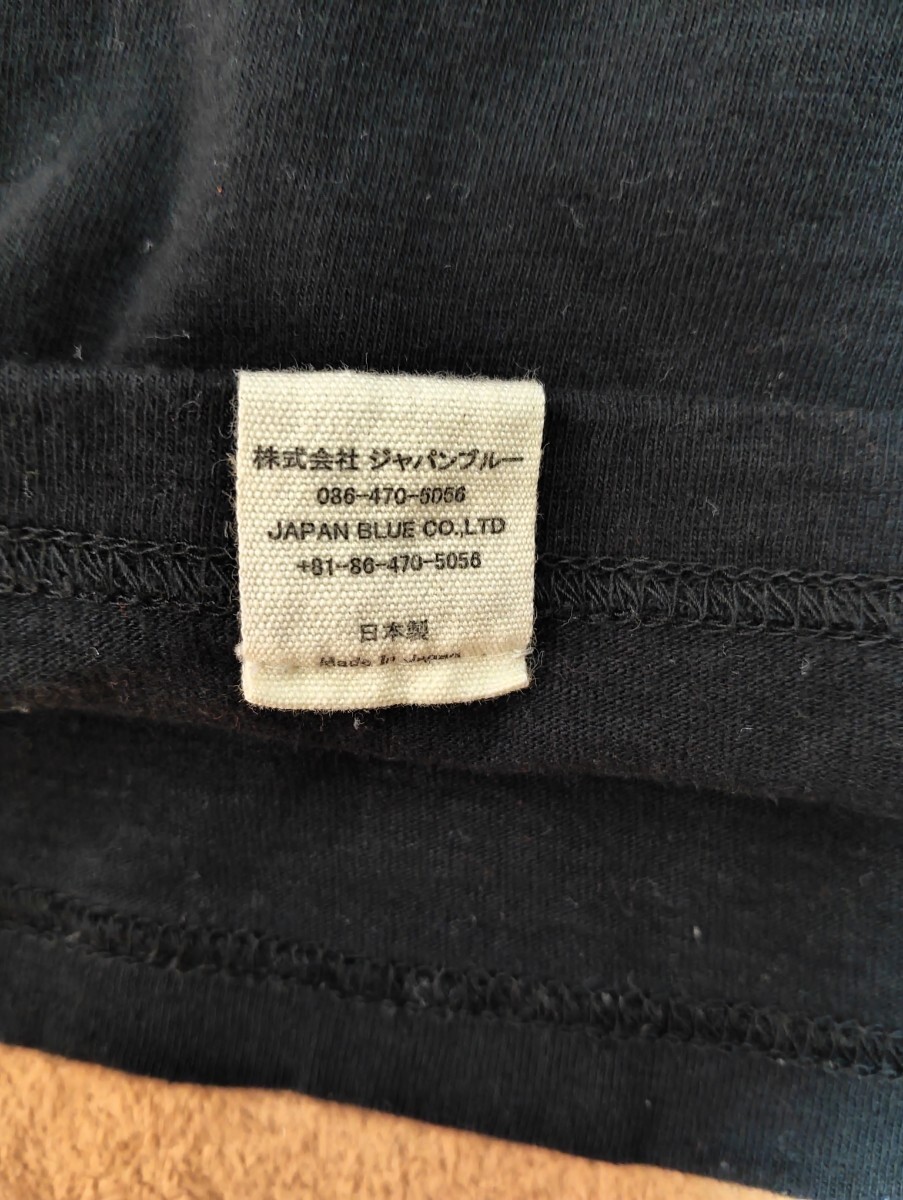 株式会社 ジャパンブルー
086-470-5056
JAPAN BLUE CO.,LTD
+81-86-470-5056
日本製
Made in Japan